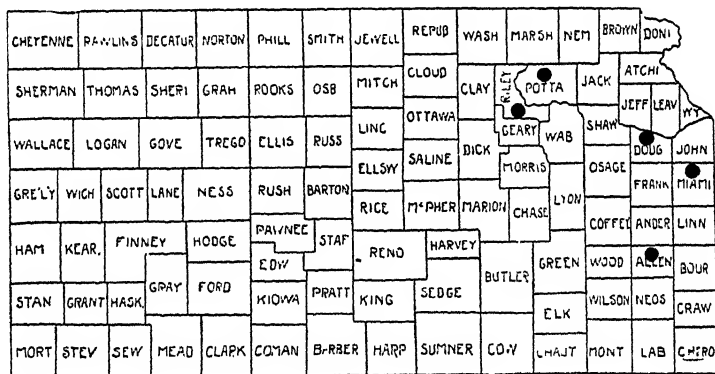 CHEYENNE RAWLINS DECATUR NORTON PHILL SMITH JEWELL REPUB WASH MARSH NEM BROWN DONI
SHERMAN THOMAS SHERI GRAH ROOKS OSB MITCH CLOUD CLAY RILEY POTTA JACK ATCHI
JEFF LEAV WY
WALLACE LOGAN GOVE TREGO ELLIS RUSS LINC OTTAWA GEARY WAB SHAW DOUG JOHN
ELLSW SALINE DICK MORRIS OSAGE FRANK MIAMI
GRE'LY WICH SCOTT LANE NESS RUSH BARTON RICE McPHER MARION CHASE LYON COFFEY ANDER LINN
HAM KEAR. FINNEY HODGE PAWNEE STAF RENO HARVEY
EDW
GRAY FORD BUTLER GREEN WOOD ALLEN BOUR
STAN GRANT HASK. KIOWA PRATT KING SEDGE ELK WILSON NEOS CRAW
MORT STEV SEW MEAD CLARK COMAN BARBER HARP SUMNER COW CHAUT MONT LAB CHERO